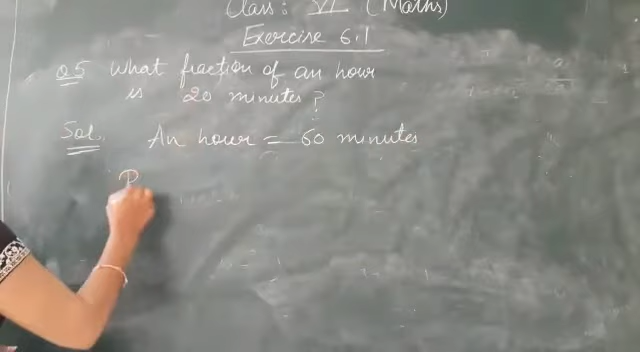 Class: VI (Maths)
Exercise 6.1
Q5 What fraction of an hour
is 20 minutes?
Sol. An hour = 60 minutes